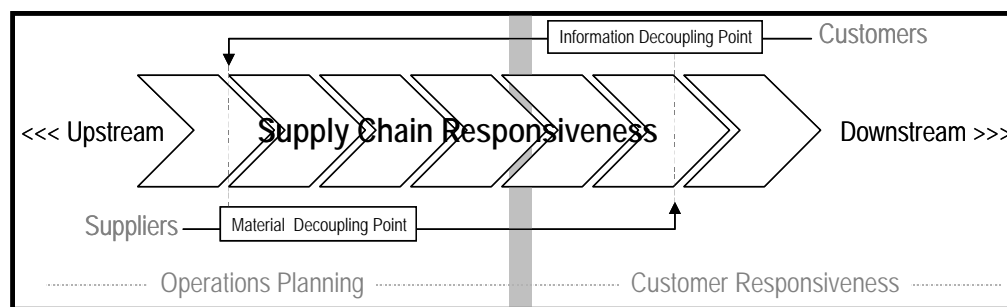 Information Decoupling Point
Customers
<<< Upstream
Supply Chain Responsiveness
Downstream >>>
Suppliers
Material Decoupling Point
Operations Planning
Customer Responsiveness